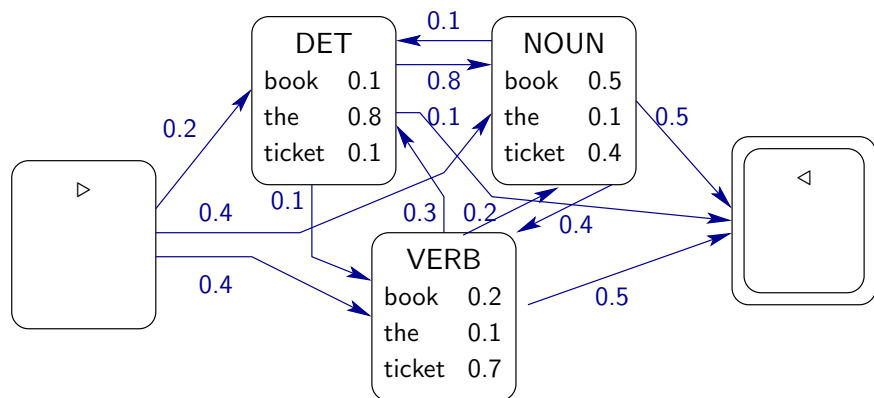 0.1
DET
NOUN
book 0.1
0.8
book 0.5
the 0.8
0.1
the 0.1
0.5
0.2
ticket 0.1
ticket 0.4
▷
◁
0.4
0.1
0.3
0.2
0.4
VERB
0.4
book 0.2
0.5
the 0.1
ticket 0.7